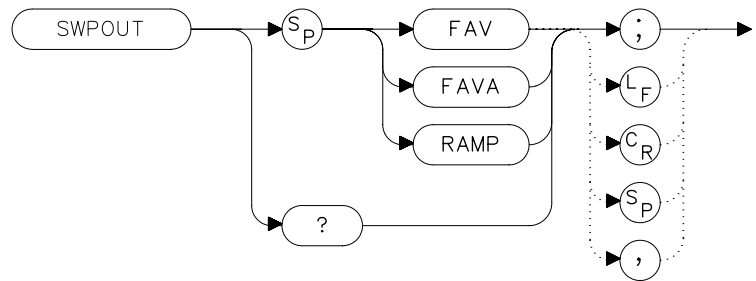 SWPOUT SP FAV ;
FAVA LF
RAMP CR
SP
? ,